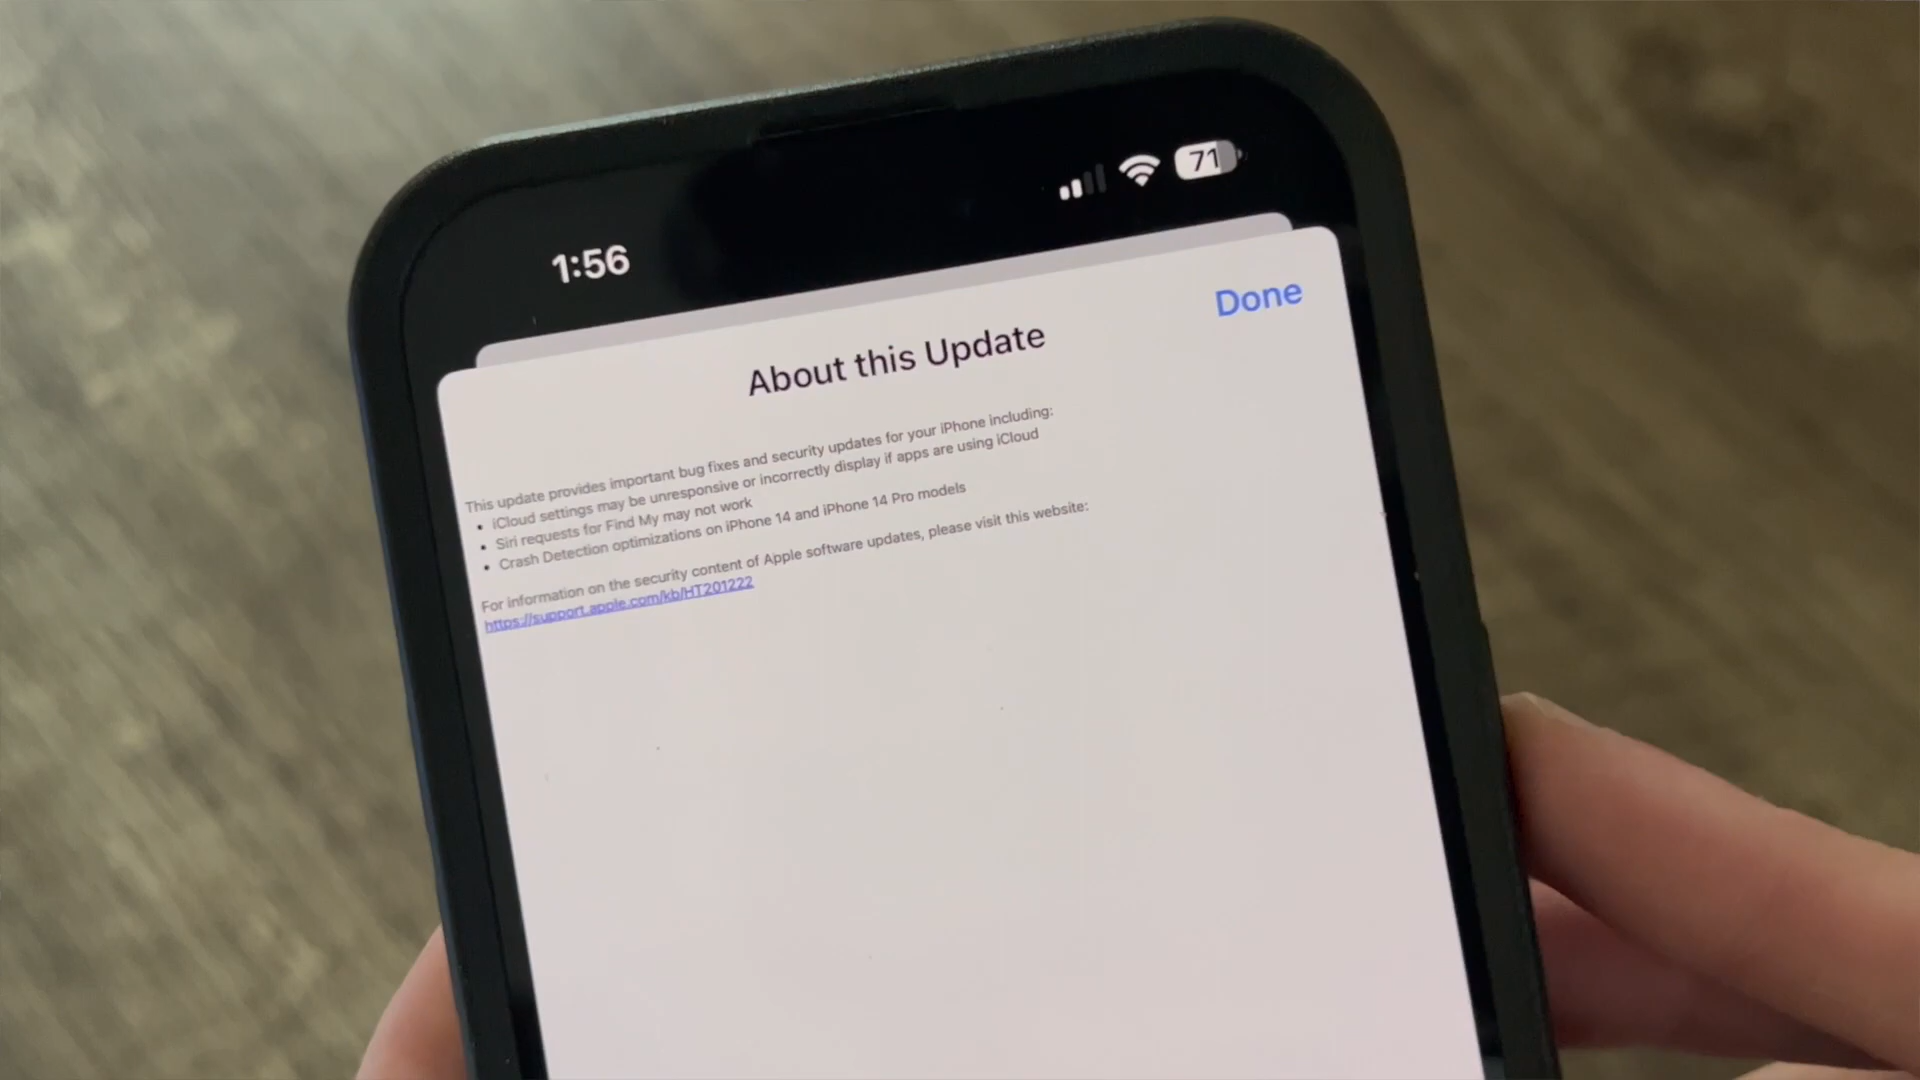 1:56
71
Done
About this Update
This update provides important bug fixes and security updates for your iPhone including:
• iCloud settings may be unresponsive or incorrectly display if apps are using iCloud
• Siri requests for Find My may not work
• Crash Detection optimizations on iPhone 14 and iPhone 14 Pro models
For information on the security content of Apple software updates, please visit this website:
https://support.apple.com/kb/HT201222